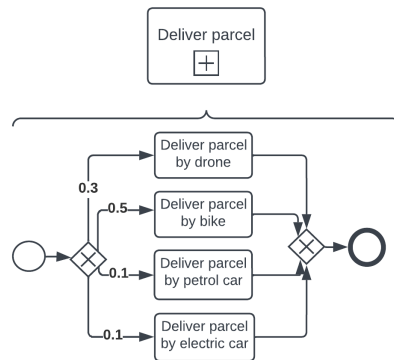 Deliver parcel
Deliver parcel
by drone
0.3
0.5
Deliver parcel
by bike
0.1
Deliver parcel
by petrol car
0.1
Deliver parcel
by electric car